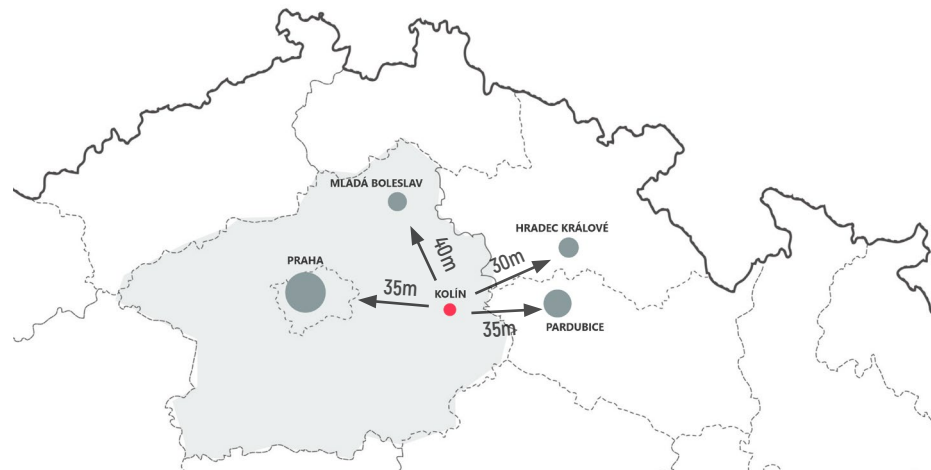 MLADÁ BOLESLAV
HRADEC KRÁLOVÉ
40m
30m
PRAHA
35m
KOLÍN
35m
PARDUBICE